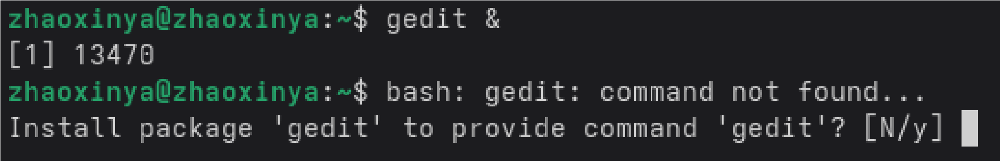 zhaoxinya@zhaoxinya:~$ gedit &
[1] 13470
zhaoxinya@zhaoxinya:~$ bash: gedit: command not found...
Install package 'gedit' to provide command 'gedit'? [N/y]